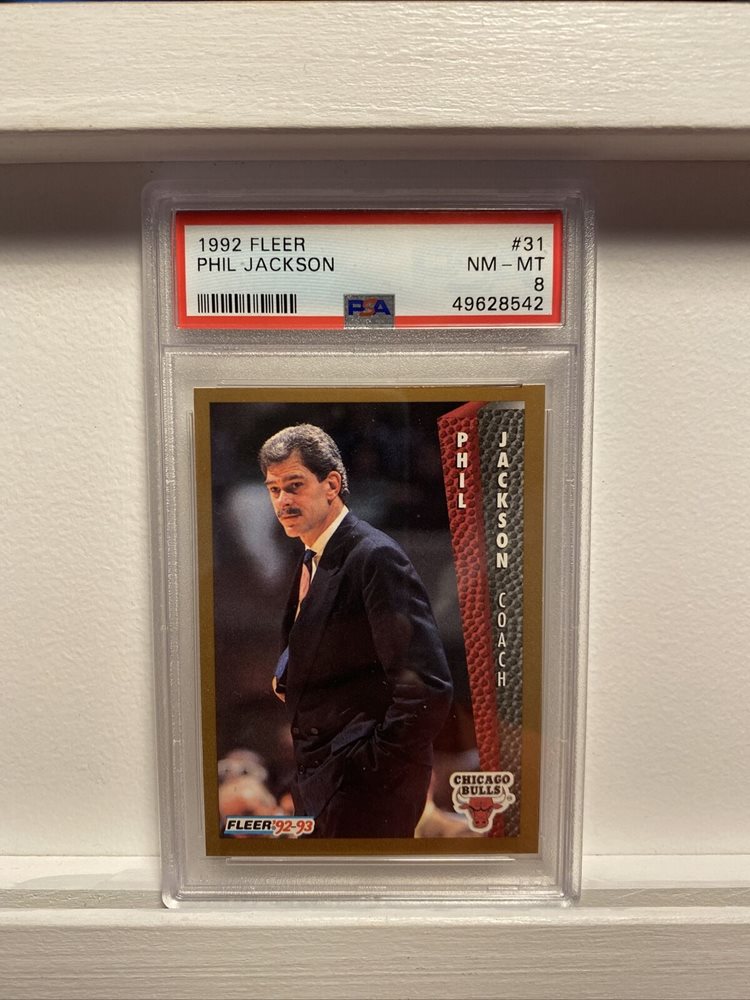 1992 FLEER #31
PHIL JACKSON NM - MT
8
PSA 49628542
PHIL
JACKSON COACH
CHICAGO
BULLS
FLEER '92-93